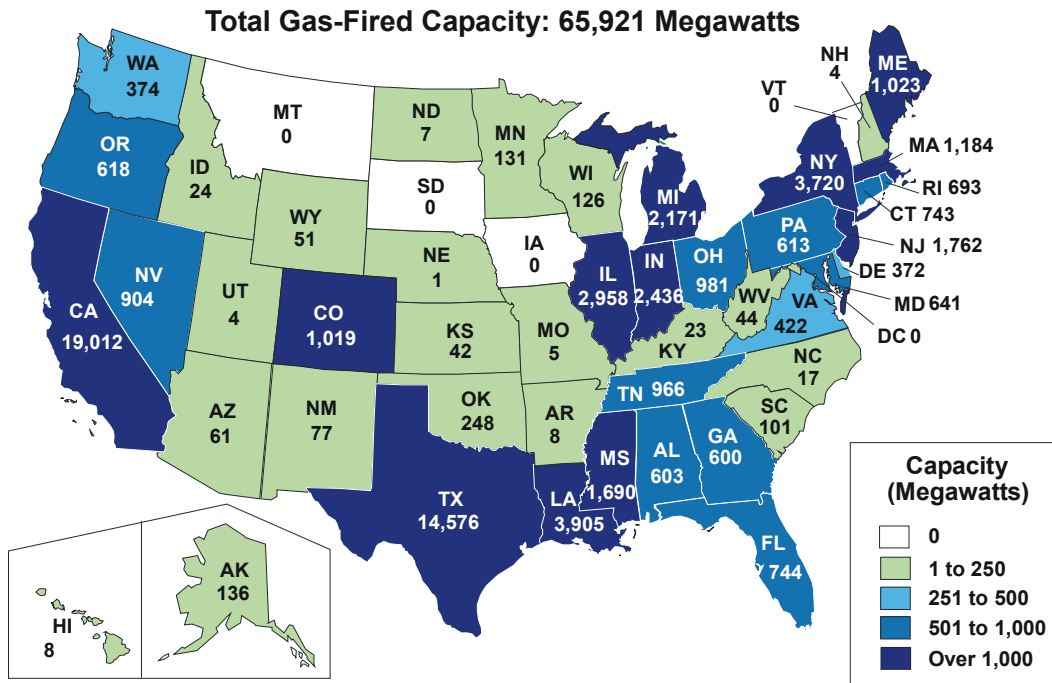 Total Gas-Fired Capacity: 65,921 Megawatts
WA
374
MT
0
ND
7
MN
131
VT
0
NH
4
ME
1,023
OR
618
ID
24
SD
0
WI
126
MI
2,171
NY
3,720
MA 1,184
RI 693
CT 743
WY
51
IA
0
NE
1
PA
613
NJ 1,762
NV
904
UT
4
CO
1,019
IL
2,958
IN
2,436
OH
981
DE 372
MD 641
DC 0
CA
19,012
KS
42
MO
5
WV
44
VA
422
23
KY
NC
17
AZ
61
NM
77
OK
248
AR
8
TN 966
SC
101
MS
1,690
AL
603
GA
600
TX
14,576
LA
3,905
FL
744
AK
136
HI
8
Capacity
(Megawatts)
0
1 to 250
251 to 500
501 to 1,000
Over 1,000